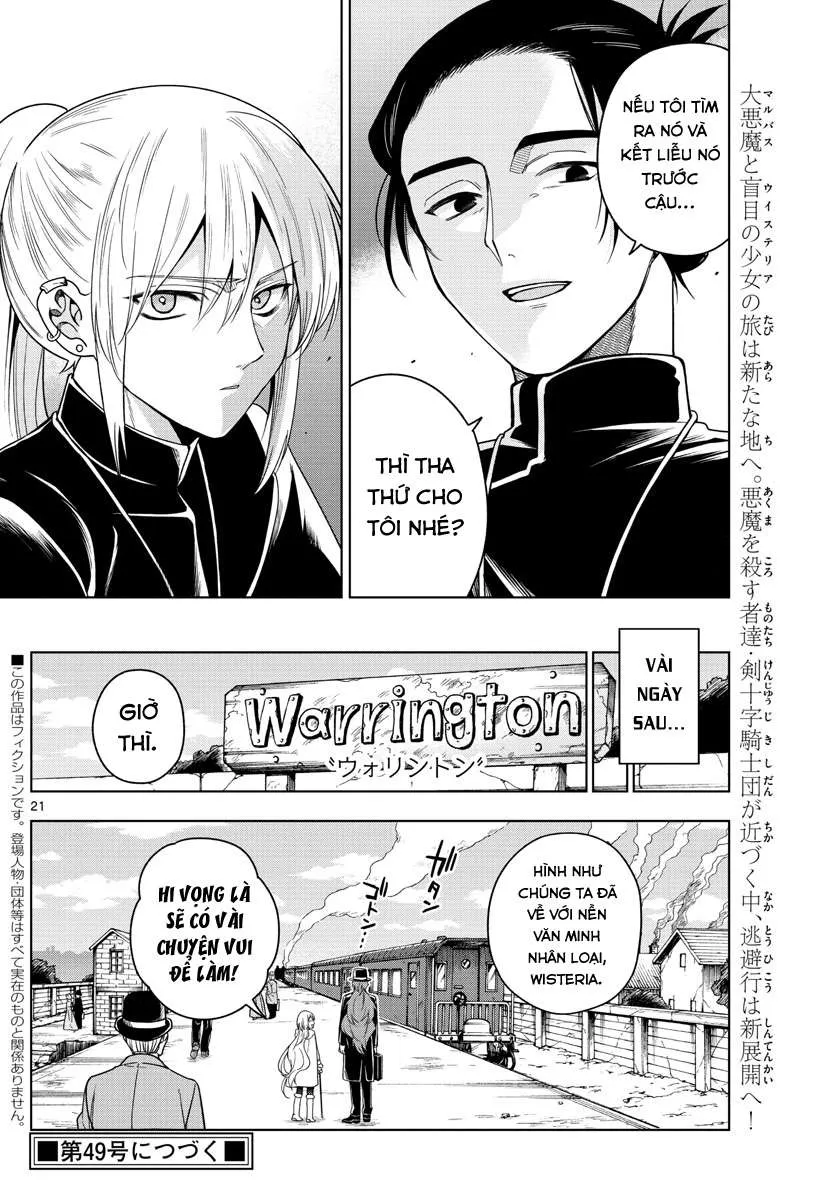 NẾU TÔI TÌM
RA NÓ VÀ
KẾT LIỄU NÓ
TRƯỚC
CẬU...
THÌ THA
THỨ CHO
TÔI NHÉ?
大悪魔と盲目の少女の旅は新たな地へ。悪魔を殺す者達・剣十字騎士団が近づく中、逃避行は新展開へ！
マルバス
ウイステリア
たび
あら
ち
あくま
ころ
ものたち
けんじゅうじきしだん
ちか
なか
とうひこう
しんてんかい
VÀI
NGÀY
SAU...
Warrington
〝ウォリントン〟
GIỜ
THÌ.
21
HÌNH NHƯ
CHÚNG TA ĐÃ
VỀ VỚI NỀN
VĂN MINH
NHÂN LOẠI,
WISTERIA.
ガタン
ゴトン…
HI VỌNG LÀ
SẼ CÓ VÀI
CHUYỆN VUI
ĐỂ LÀM!
■この作品はフィクションです。登場人物・団体等はすべて実在のものと関係ありません。
■第49号につづく■